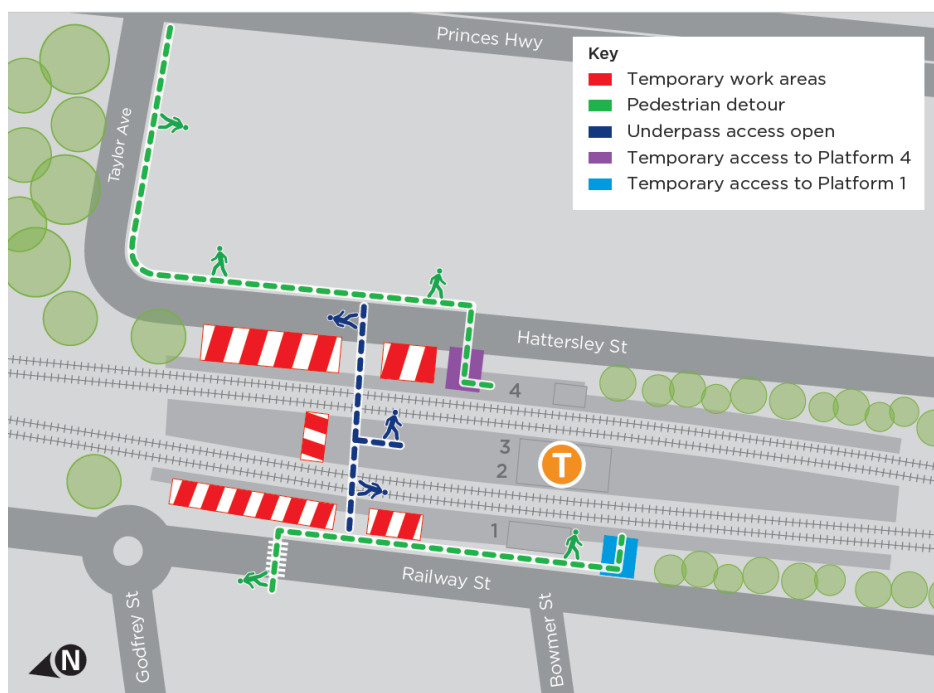 Princes Hwy
Key
Temporary work areas
Pedestrian detour
Underpass access open
Temporary access to Platform 4
Temporary access to Platform 1
Taylor Ave
Hattersley St
4
3
T
2
1
Railway St
Godfrey St
Bowmer St
N